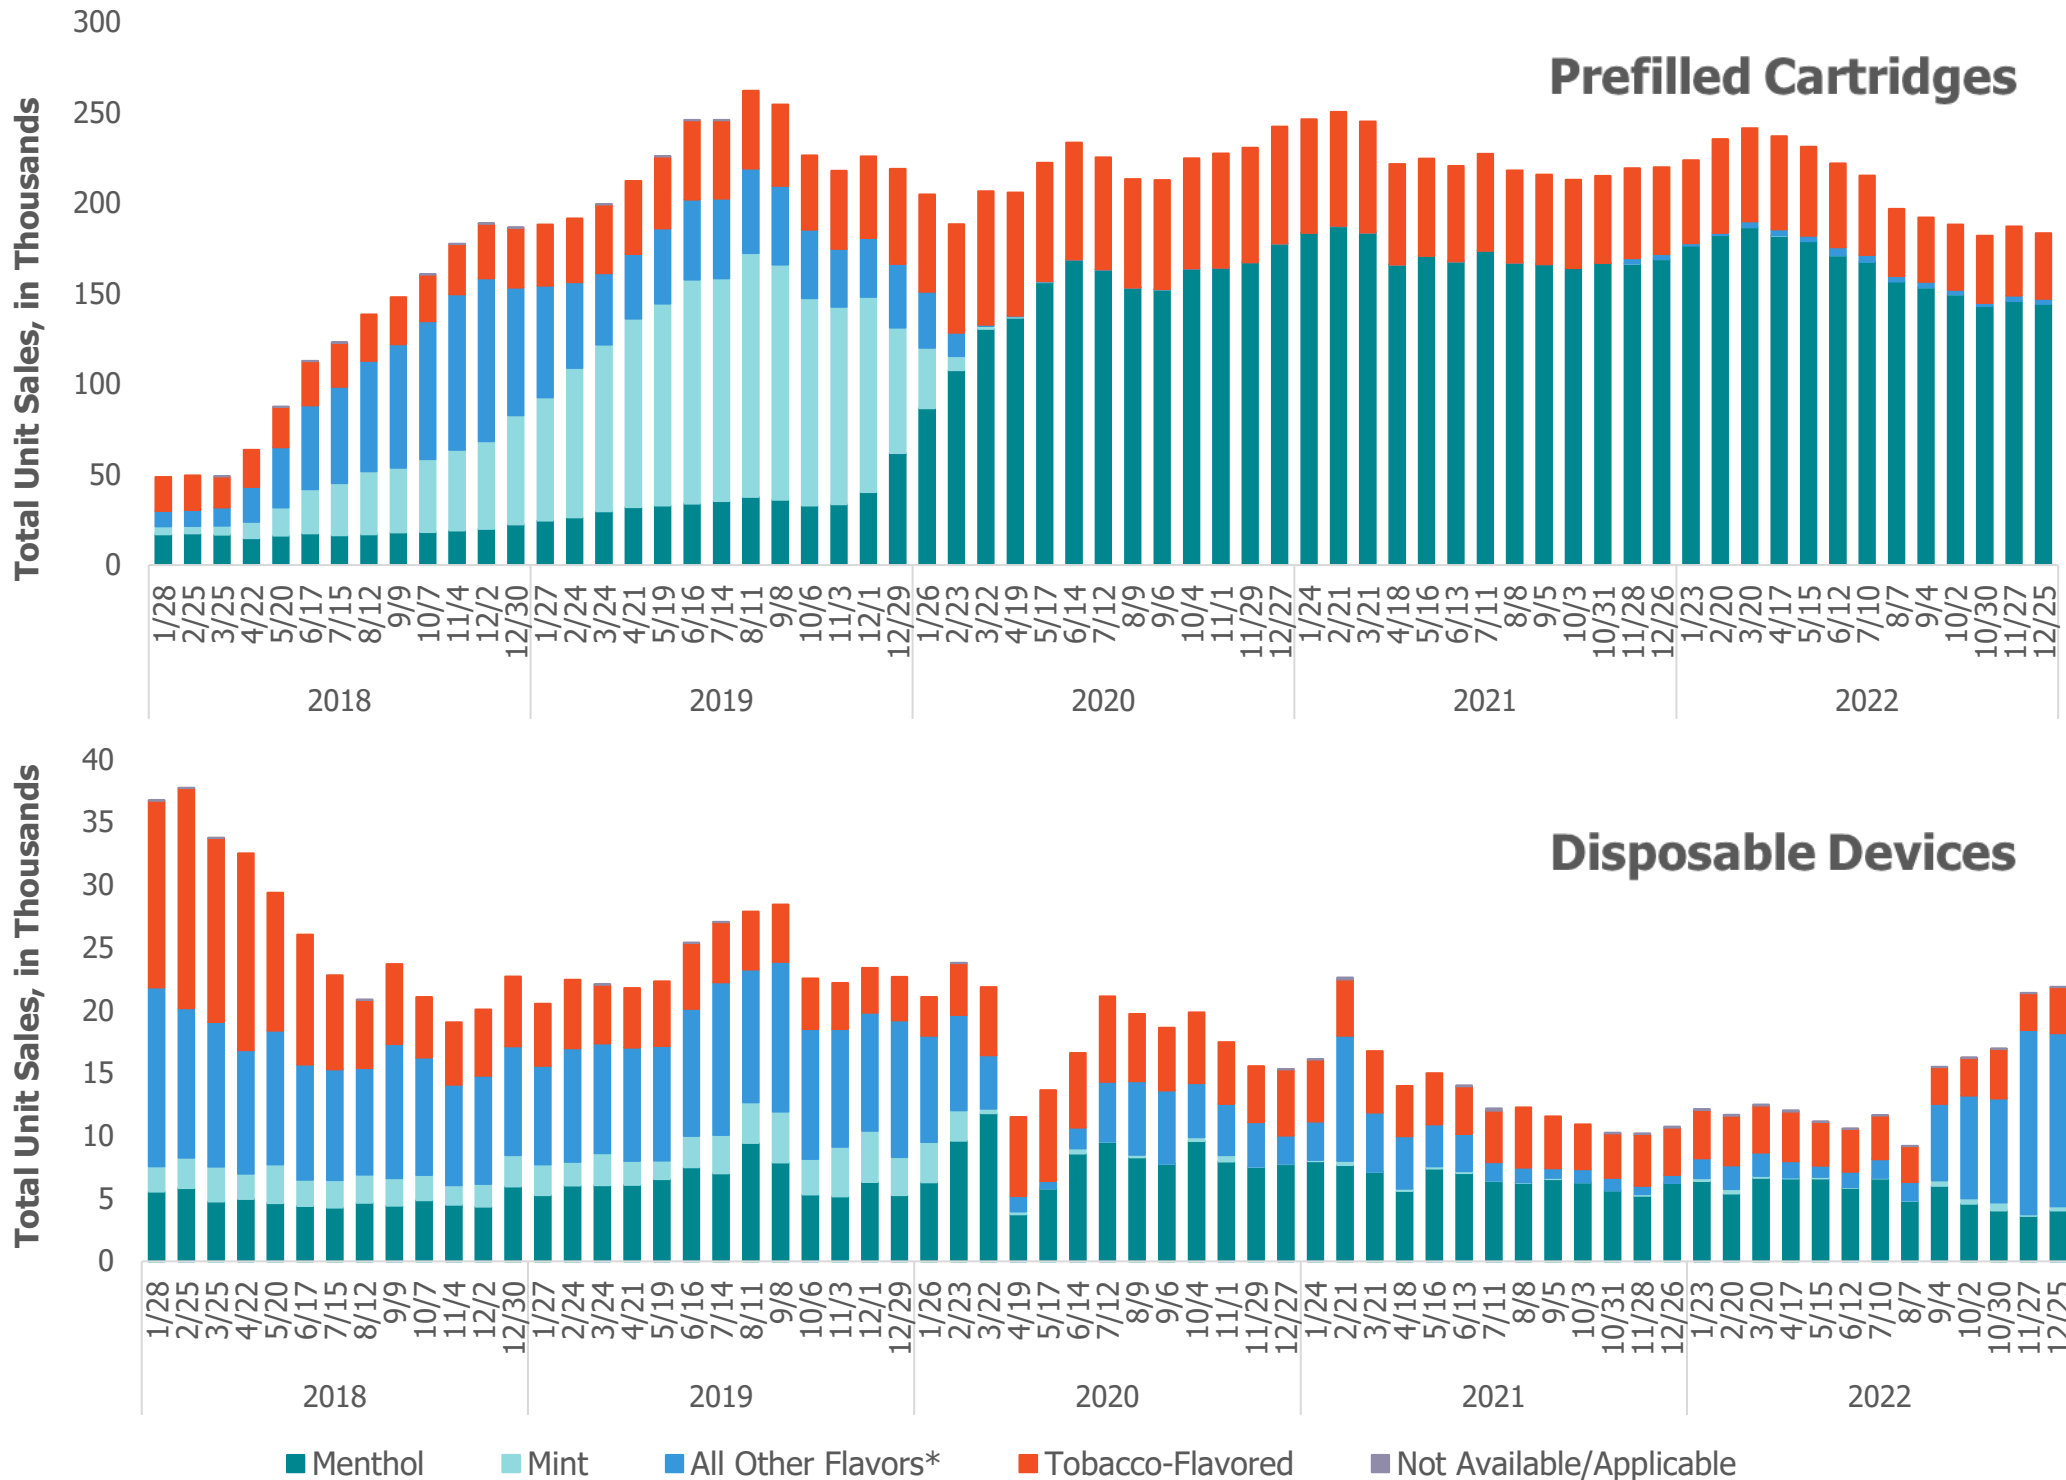 Prefilled Cartridges
Total Unit Sales, in Thousands
300
250
200
150
100
50
0
1/28 2/25 3/25 4/22 5/20 6/17 7/15 8/12 9/9 10/7 11/4 12/2 12/30 1/27 2/24 3/24 4/21 5/19 6/16 7/14 8/11 9/8 10/6 11/3 12/1 12/29 1/26 2/23 3/22 4/19 5/17 6/14 7/12 8/9 9/6 10/4 11/1 11/29 12/27 1/24 2/21 3/21 4/18 5/16 6/13 7/11 8/8 9/5 10/3 10/31 11/28 12/26 1/23 2/20 3/20 4/17 5/15 6/12 7/10 8/7 9/4 10/2 10/30 11/27 12/25
2018 2019 2020 2021 2022
Disposable Devices
Total Unit Sales, in Thousands
40
35
30
25
20
15
10
5
0
1/28 2/25 3/25 4/22 5/20 6/17 7/15 8/12 9/9 10/7 11/4 12/2 12/30 1/27 2/24 3/24 4/21 5/19 6/16 7/14 8/11 9/8 10/6 11/3 12/1 12/29 1/26 2/23 3/22 4/19 5/17 6/14 7/12 8/9 9/6 10/4 11/1 11/29 12/27 1/24 2/21 3/21 4/18 5/16 6/13 7/11 8/8 9/5 10/3 10/31 11/28 12/26 1/23 2/20 3/20 4/17 5/15 6/12 7/10 8/7 9/4 10/2 10/30 11/27 12/25
2018 2019 2020 2021 2022
Menthol Mint All Other Flavors* Tobacco-Flavored Not Available/Applicable